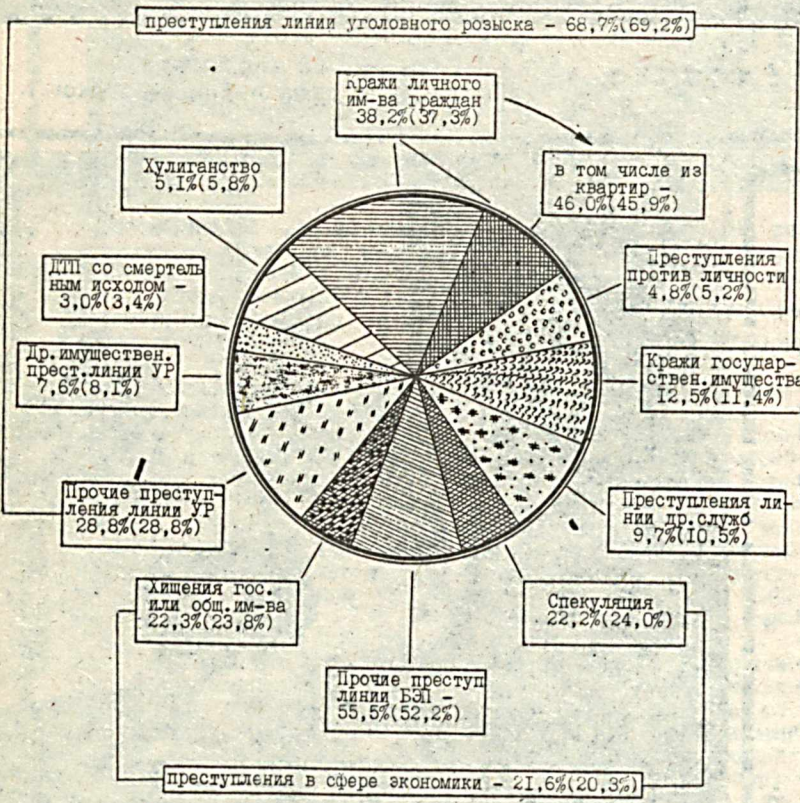 преступления линии уголовного розыска - 68,7%(69,2%)
Кражи личного
им-ва граждан
38,2%(37,3%)
Хулиганство
5,1%(5,8%)
в том числе из
квартир -
46,0%(45,9%)
ДТП со смертель
ным исходом -
3,0%(3,4%)
Преступления
против личности
4,8%(5,2%)
Др.имуществен.
прест.линии УР
7,6%(8,1%)
Кражи государ-
ствен.имущества
12,5%(11,4%)
Прочие преступ-
ления линии УР
28,8%(28,8%)
Преступления ли-
нии др.служб
9,7%(10,5%)
Хищения гос.
или общ.им-ва
22,3%(23,8%)
Спекуляция
22,2%(24,0%)
Прочие преступ
линии БЭП -
55,5%(52,2%)
преступления в сфере экономики - 21,6%(20,3%)